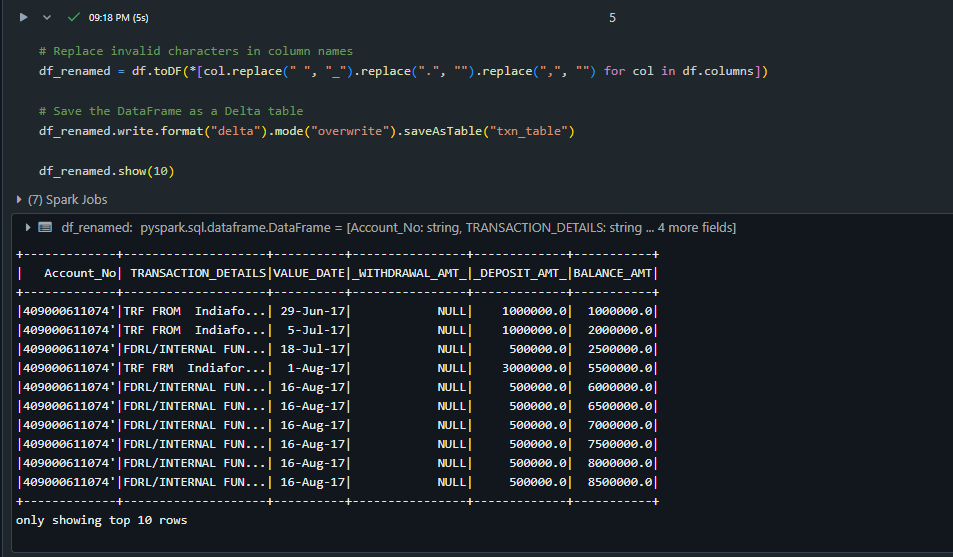 09:18 PM (5s)
5
# Replace invalid characters in column names
df_renamed = df.toDF(*[col.replace(" ", "_").replace(".", "").replace(",", "") for col in df.columns])
# Save the DataFrame as a Delta table
df_renamed.write.format("delta").mode("overwrite").saveAsTable("txn_table")
df_renamed.show(10)
(7) Spark Jobs
df_renamed: pyspark.sql.dataframe.DataFrame = [Account_No: string, TRANSACTION_DETAILS: string ... 4 more fields]
+-------------+--------------------+----------+----------------+-------------+-----------+
|   Account_No| TRANSACTION_DETAILS|VALUE_DATE|_WITHDRAWAL_AMT_|_DEPOSIT_AMT_|BALANCE_AMT|
+-------------+--------------------+----------+----------------+-------------+-----------+
|409000611074'|TRF FROM  Indiafo...| 29-Jun-17|            NULL|    1000000.0|  1000000.0|
|409000611074'|TRF FROM  Indiafo...|  5-Jul-17|            NULL|    1000000.0|  2000000.0|
|409000611074'|FDRL/INTERNAL FUN...| 18-Jul-17|            NULL|     500000.0|  2500000.0|
|409000611074'|TRF FRM  Indiafor...|  1-Aug-17|            NULL|    3000000.0|  5500000.0|
|409000611074'|FDRL/INTERNAL FUN...| 16-Aug-17|            NULL|     500000.0|  6000000.0|
|409000611074'|FDRL/INTERNAL FUN...| 16-Aug-17|            NULL|     500000.0|  6500000.0|
|409000611074'|FDRL/INTERNAL FUN...| 16-Aug-17|            NULL|     500000.0|  7000000.0|
|409000611074'|FDRL/INTERNAL FUN...| 16-Aug-17|            NULL|     500000.0|  7500000.0|
|409000611074'|FDRL/INTERNAL FUN...| 16-Aug-17|            NULL|     500000.0|  8000000.0|
|409000611074'|FDRL/INTERNAL FUN...| 16-Aug-17|            NULL|     500000.0|  8500000.0|
+-------------+--------------------+----------+----------------+-------------+-----------+
only showing top 10 rows